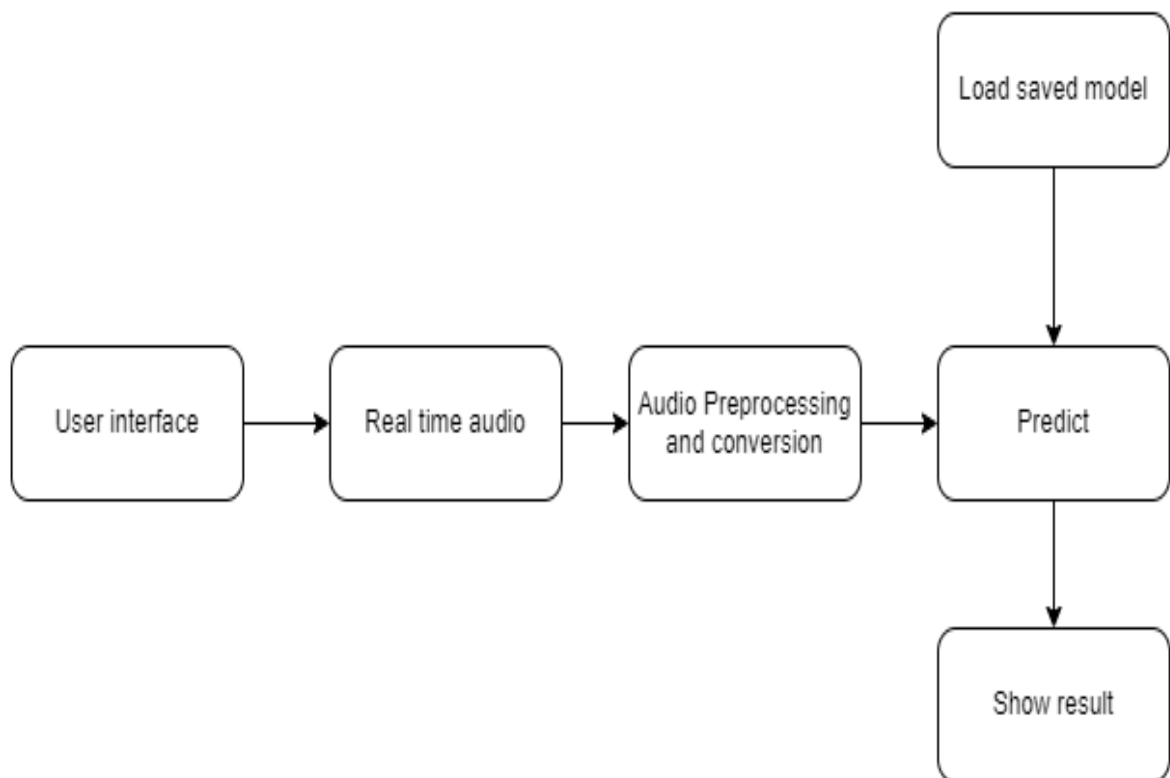 Load saved model
User interface
Real time audio
Audio Preprocessing
and conversion
Predict
Show result